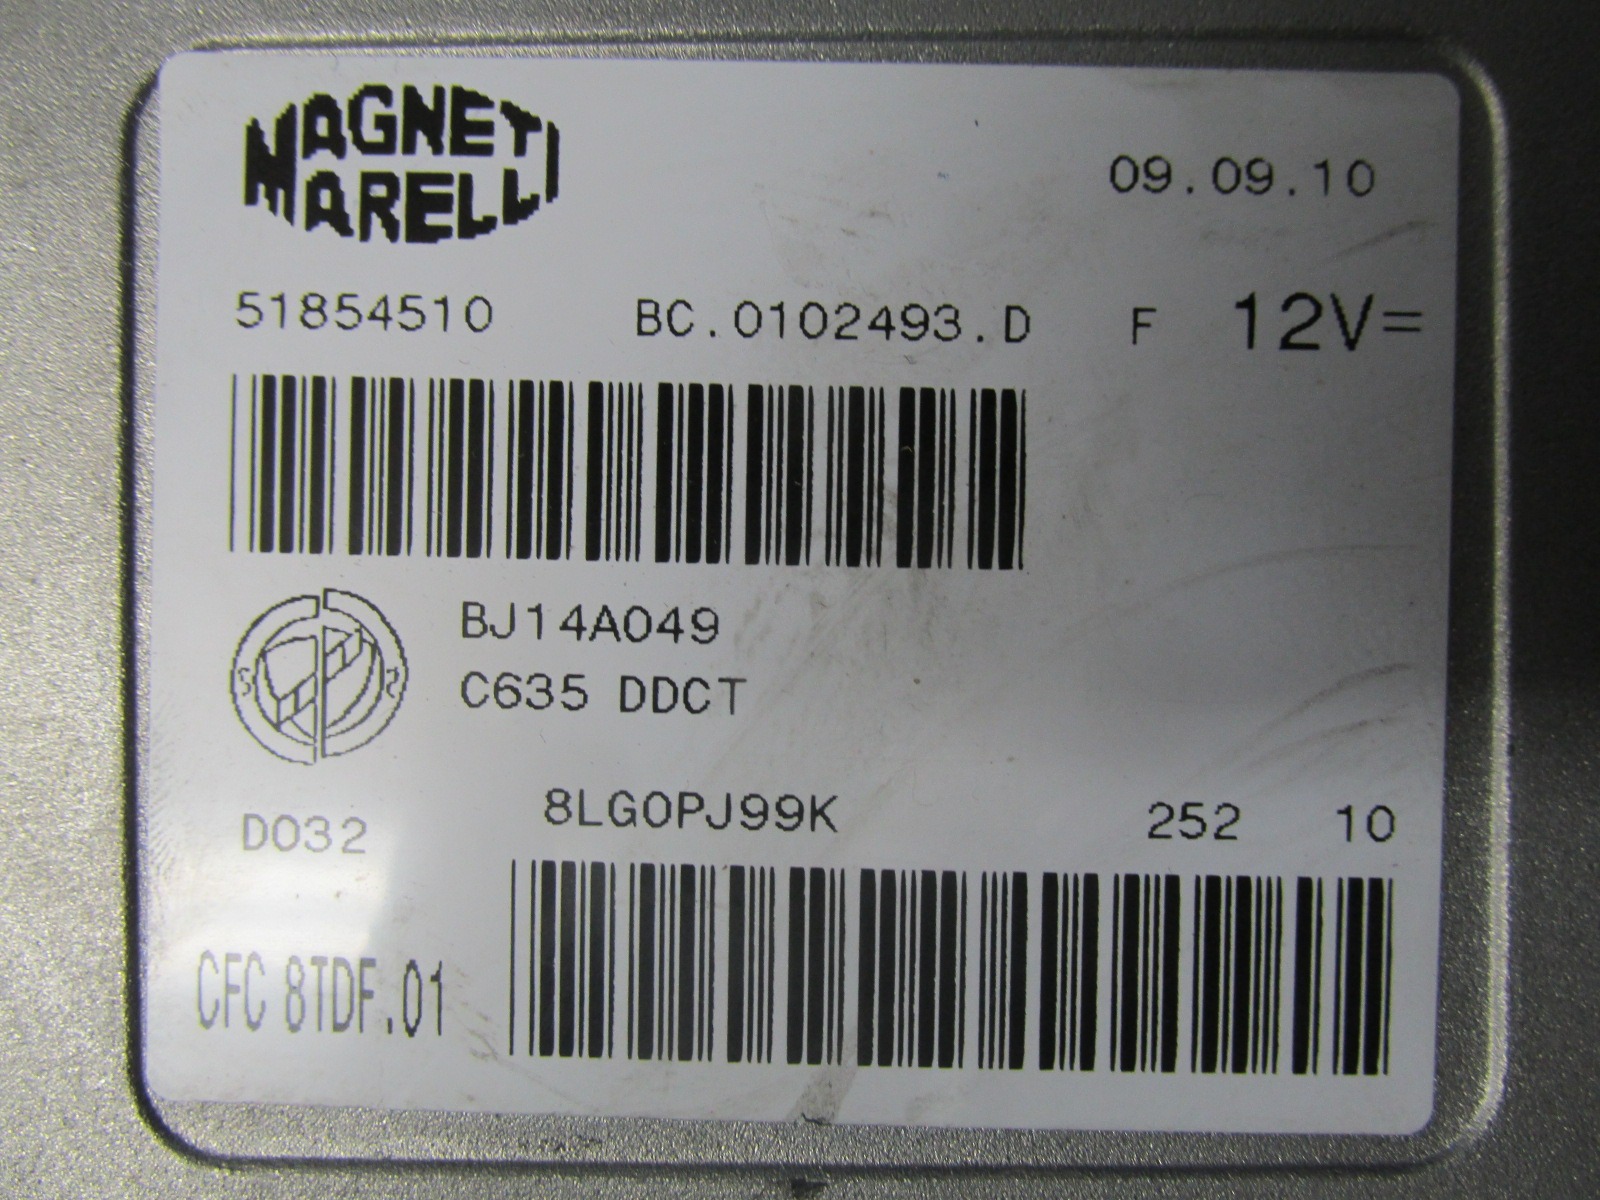 MAGNETI
MARELLI
09.09.10
51854510 BC.0102493.D F 12V=
BJ14A049
C635 DDCT
D032 8LG0PJ99K 252 10
CFC 8TDF.01